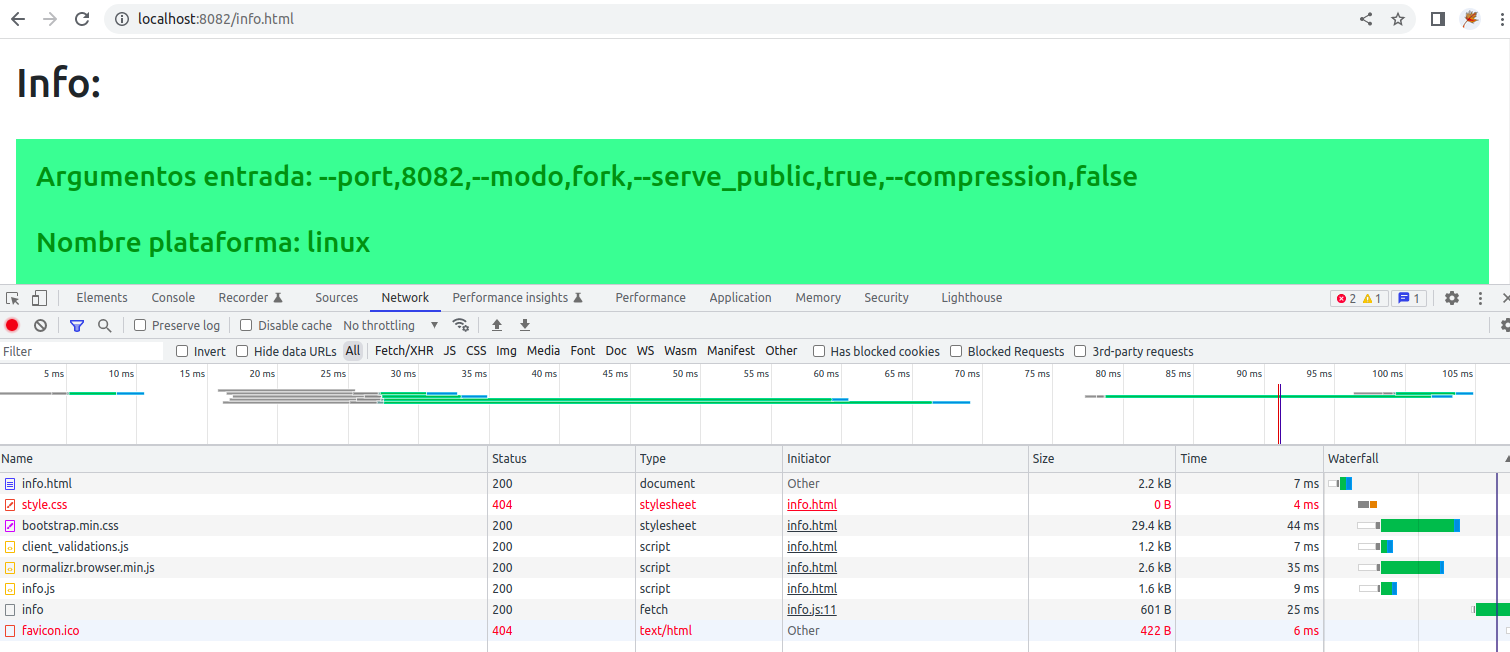 localhost:8082/info.html
Info:
Argumentos entrada: --port,8082,--modo,fork,--serve_public,true,--compression,false
Nombre plataforma: linux
Elements Console Recorder Sources Network Performance insights Performance Application Memory Security Lighthouse 2 1 1
Preserve log Disable cache No throttling
Filter Invert Hide data URLs All Fetch/XHR JS CSS Img Media Font Doc WS Wasm Manifest Other Has blocked cookies Blocked Requests 3rd-party requests
5 ms 10 ms 15 ms 20 ms 25 ms 30 ms 35 ms 40 ms 45 ms 50 ms 55 ms 60 ms 65 ms 70 ms 75 ms 80 ms 85 ms 90 ms 95 ms 100 ms 105 ms
Name Status Type Initiator Size Time Waterfall
info.html 200 document Other 2.2 kB 7 ms
style.css 404 stylesheet info.html 0 B 4 ms
bootstrap.min.css 200 stylesheet info.html 29.4 kB 44 ms
client_validations.js 200 script info.html 1.2 kB 7 ms
normalizr.browser.min.js 200 script info.html 2.6 kB 35 ms
info.js 200 script info.html 1.6 kB 9 ms
info 200 fetch info.js:11 601 B 25 ms
favicon.ico 404 text/html Other 422 B 6 ms